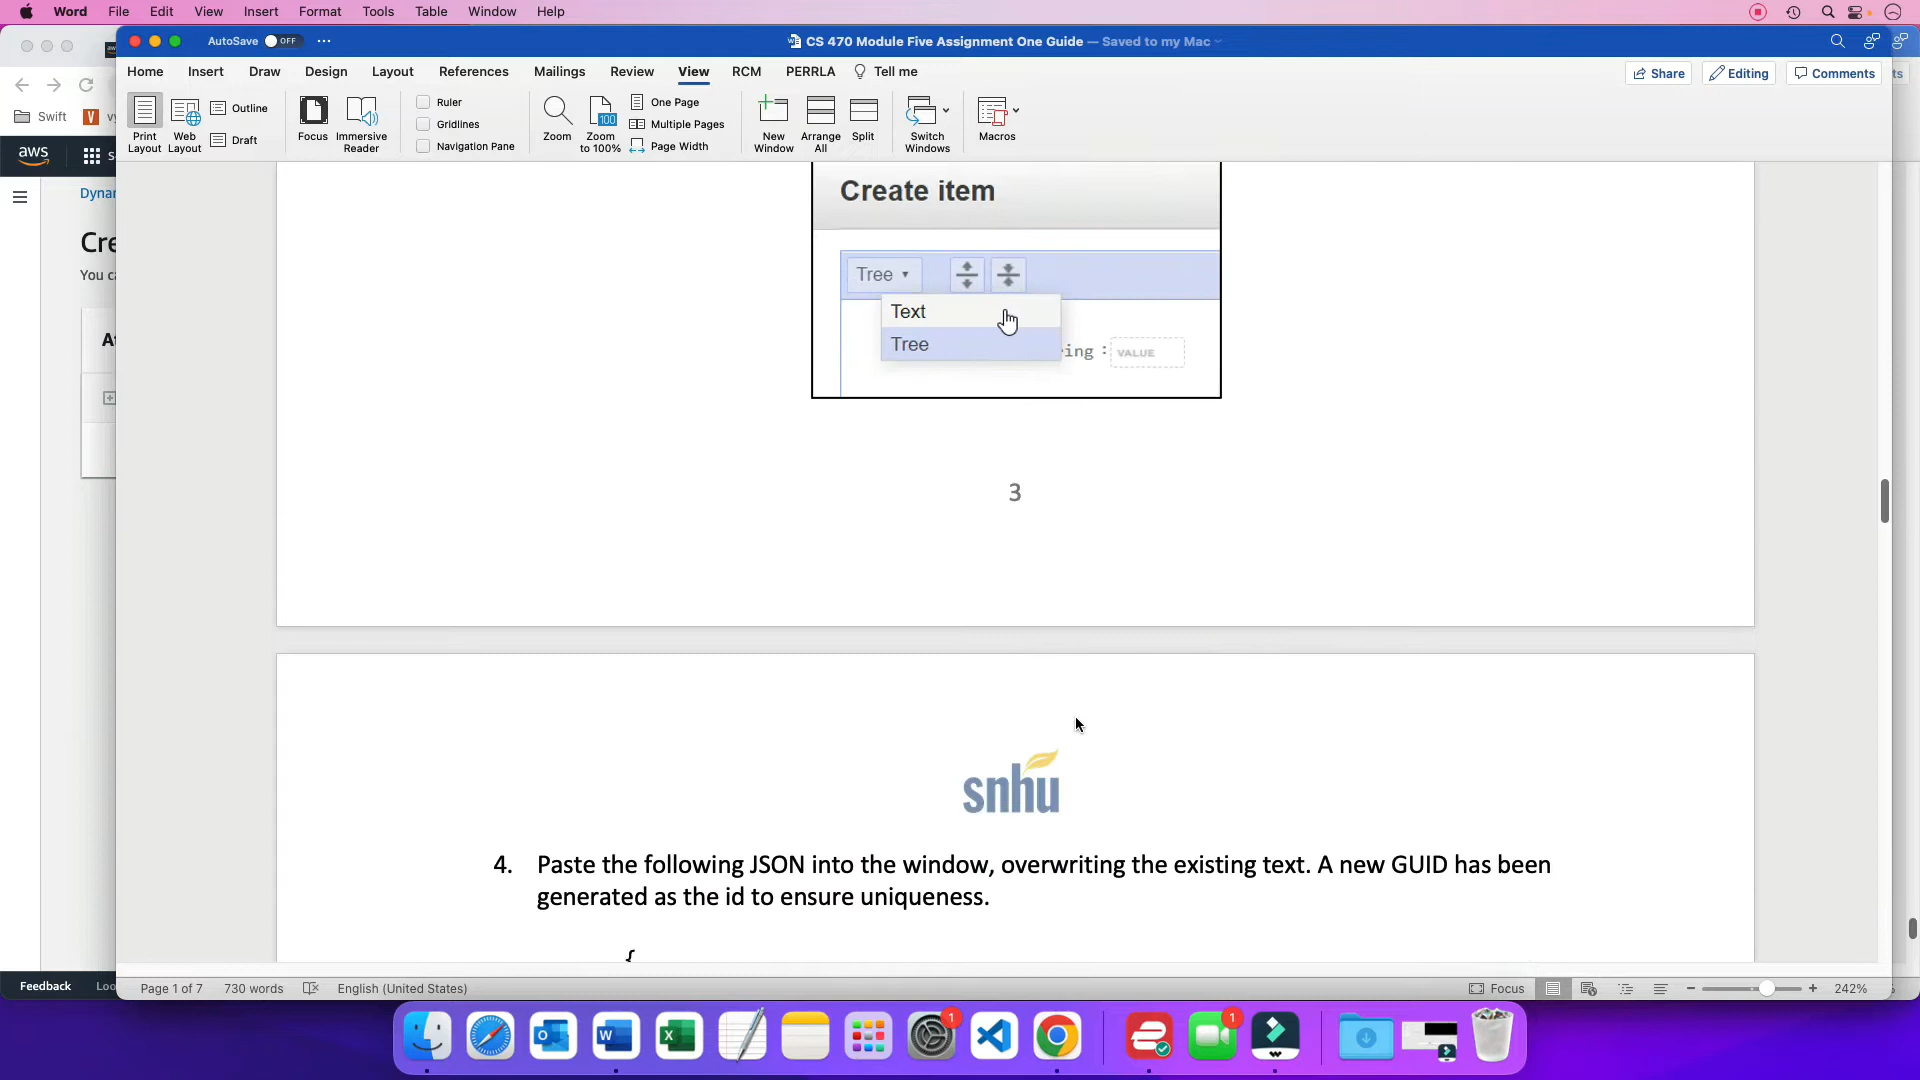 Word File Edit View Insert Format Tools Table Window Help
AutoSave OFF ...
CS 470 Module Five Assignment One Guide — Saved to my Mac
Home Insert Draw Design Layout References Mailings Review View RCM PERRLA Tell me
Share Editing Comments
Print Layout
Web Layout
Outline
Draft
Focus
Immersive Reader
Ruler
Gridlines
Navigation Pane
Zoom
100
Zoom to 100%
One Page
Multiple Pages
Page Width
New Window
Arrange All
Split
Switch Windows
Macros
Swift
aws
Create item
Tree
Text
Tree
ing : VALUE
3
snhu
4. Paste the following JSON into the window, overwriting the existing text. A new GUID has been
generated as the id to ensure uniqueness.
{
Page 1 of 7 730 words English (United States) Focus 242%
Feedback
1
1